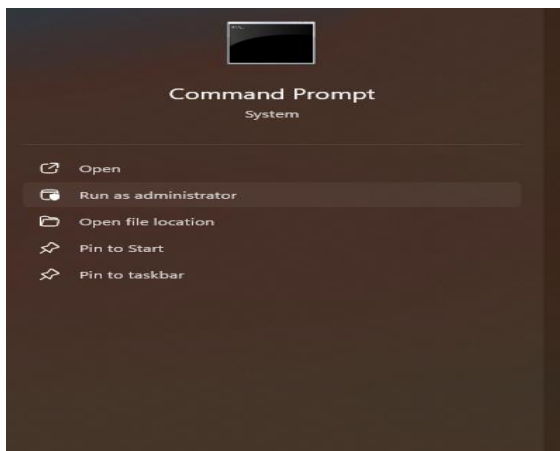 Command Prompt
System
Open
Run as administrator
Open file location
Pin to Start
Pin to taskbar